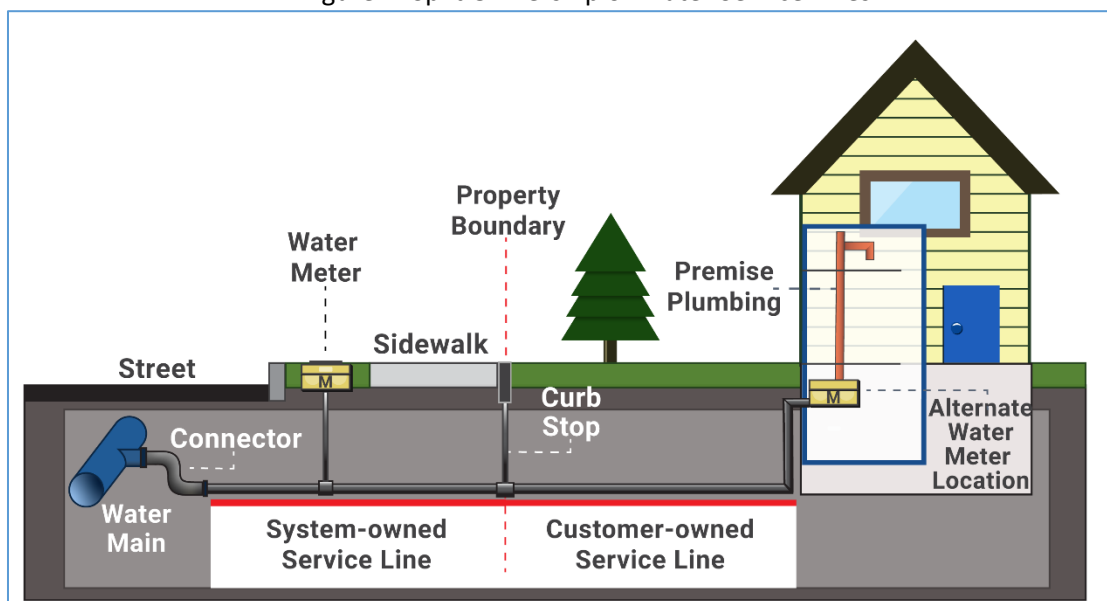 Property
Boundary
Water
Meter
Premise
Plumbing
Sidewalk
Street
M
Curb
Stop
M
Alternate
Water
Meter
Location
Connector
Water
Main
System-owned
Service Line
Customer-owned
Service Line